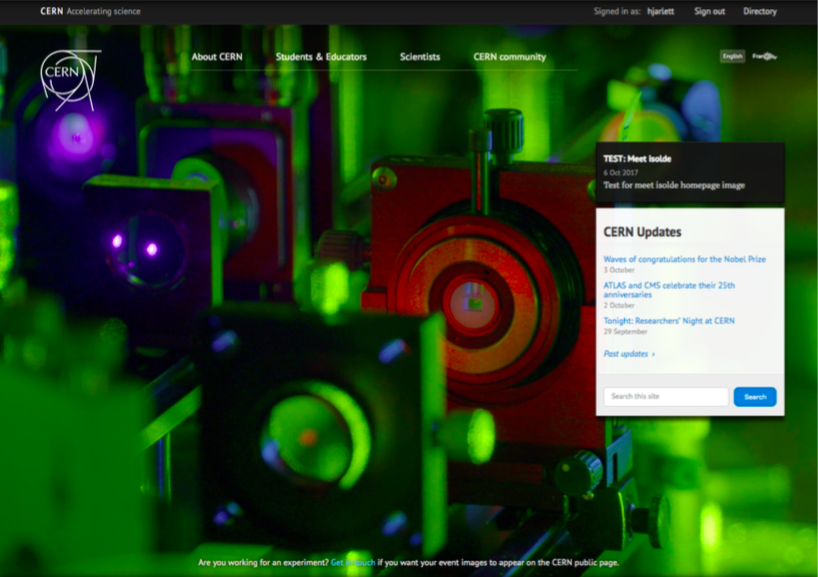 CERN Accelerating science
Signed in as: hjarlett Sign out Directory
CERN
About CERN Students & Educators Scientists CERN community
English
TEST: Meet Isolde
6 Oct 2017
Test for meet isolde homepage image
CERN Updates
Waves of congratulations for the Nobel Prize
3 October
ATLAS and CMS celebrate their 25th
anniversaries
2 October
Tonight: Researchers' Night at CERN
29 September
Past updates ›
Search this site Search
Are you working for an experiment? Get in touch if you want your event images to appear on the CERN public page.